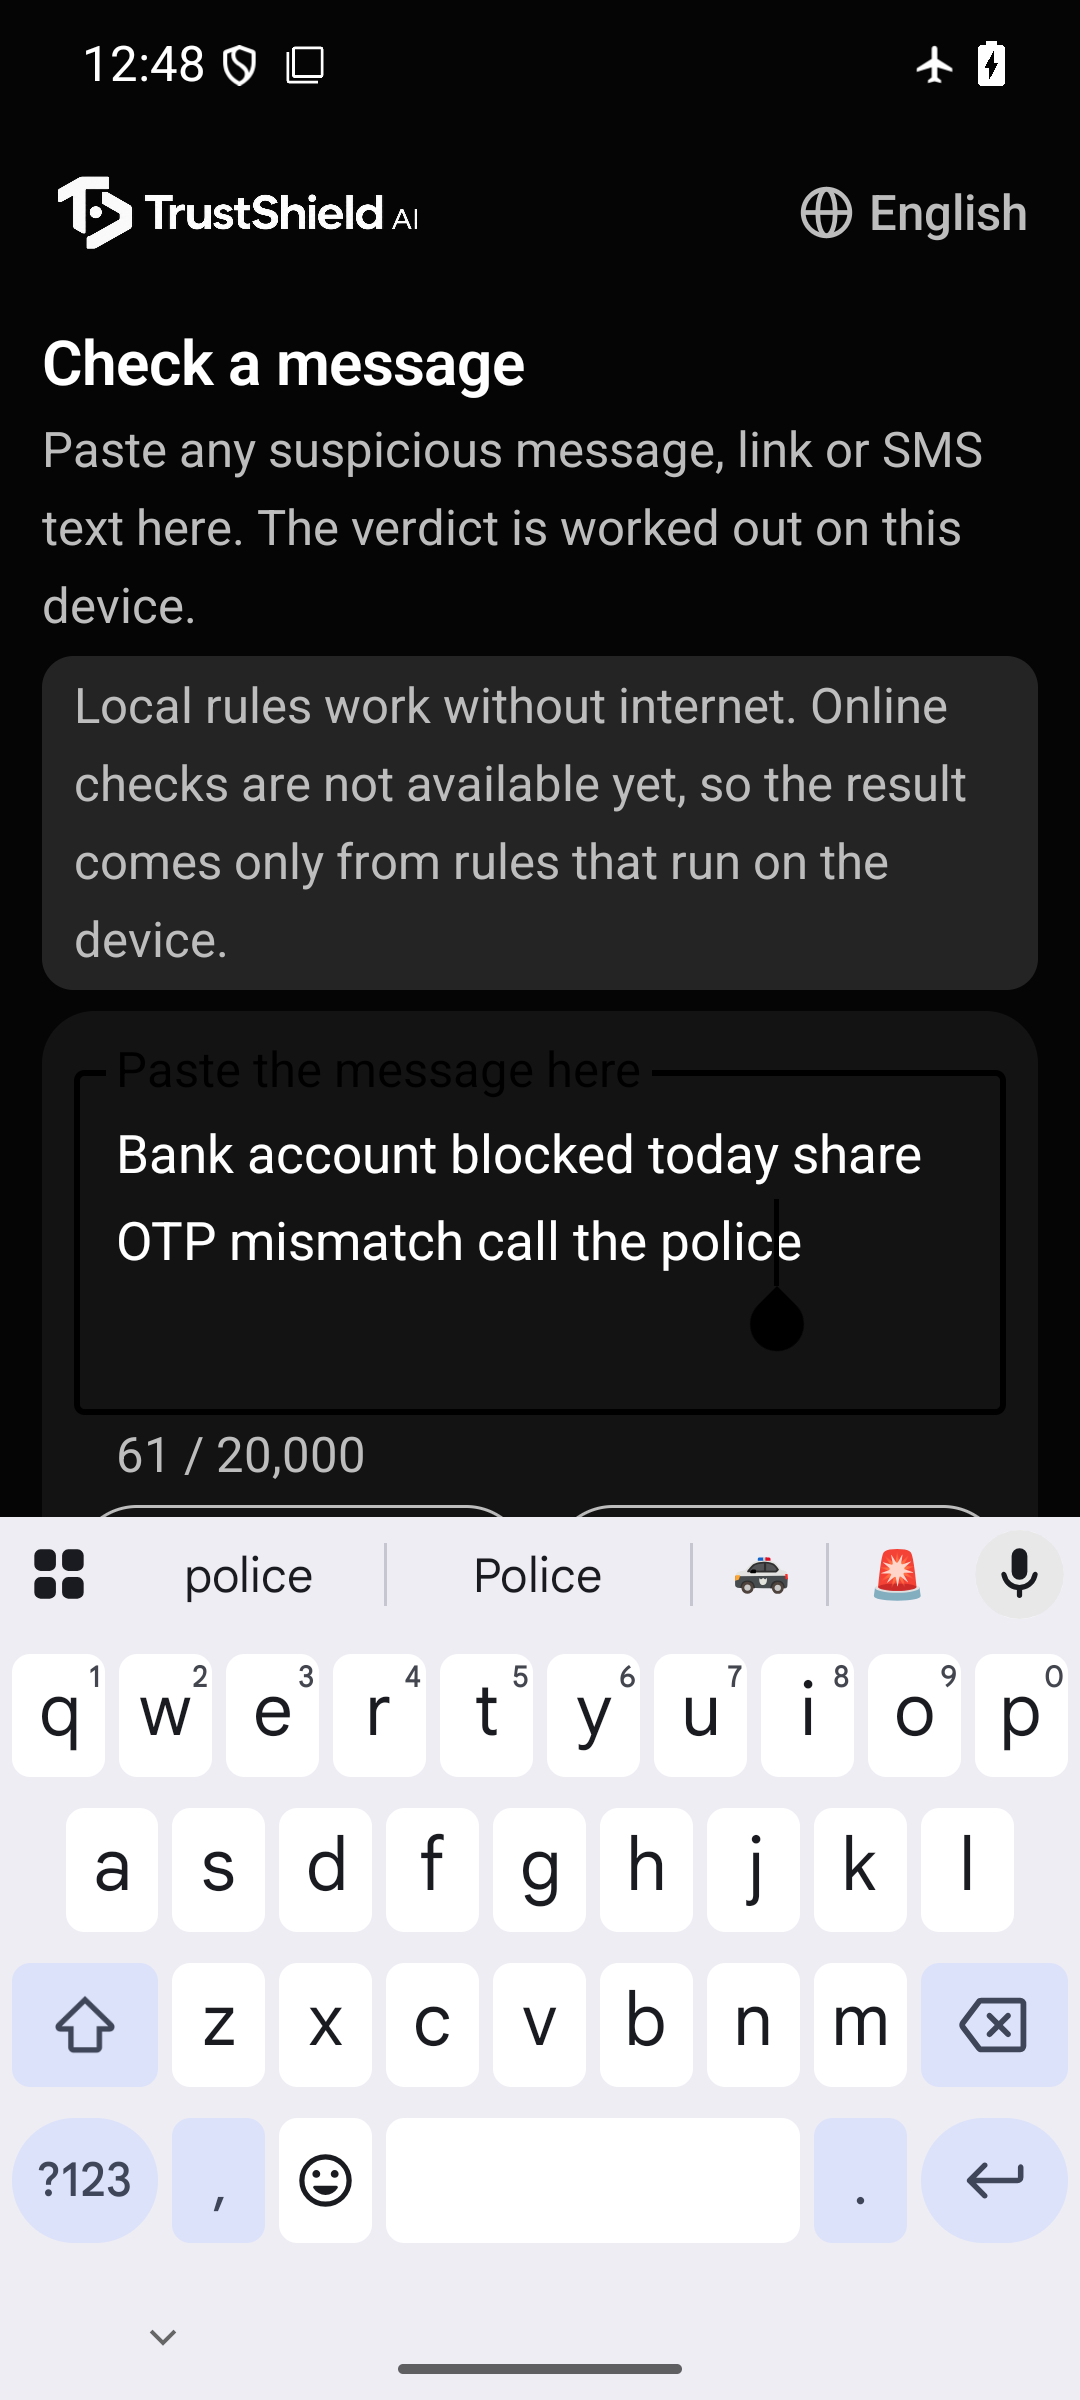 12:48
TrustShield AI
English
Check a message
Paste any suspicious message, link or SMS
text here. The verdict is worked out on this
device.
Local rules work without internet. Online
checks are not available yet, so the result
comes only from rules that run on the
device.
Paste the message here
Bank account blocked today share
OTP mismatch call the police
61 / 20,000
police Police
q1 w2 e3 r4 t5 y6 u7 i8 o9 p0
a s d f g h j k l
z x c v b n m
?123 , .